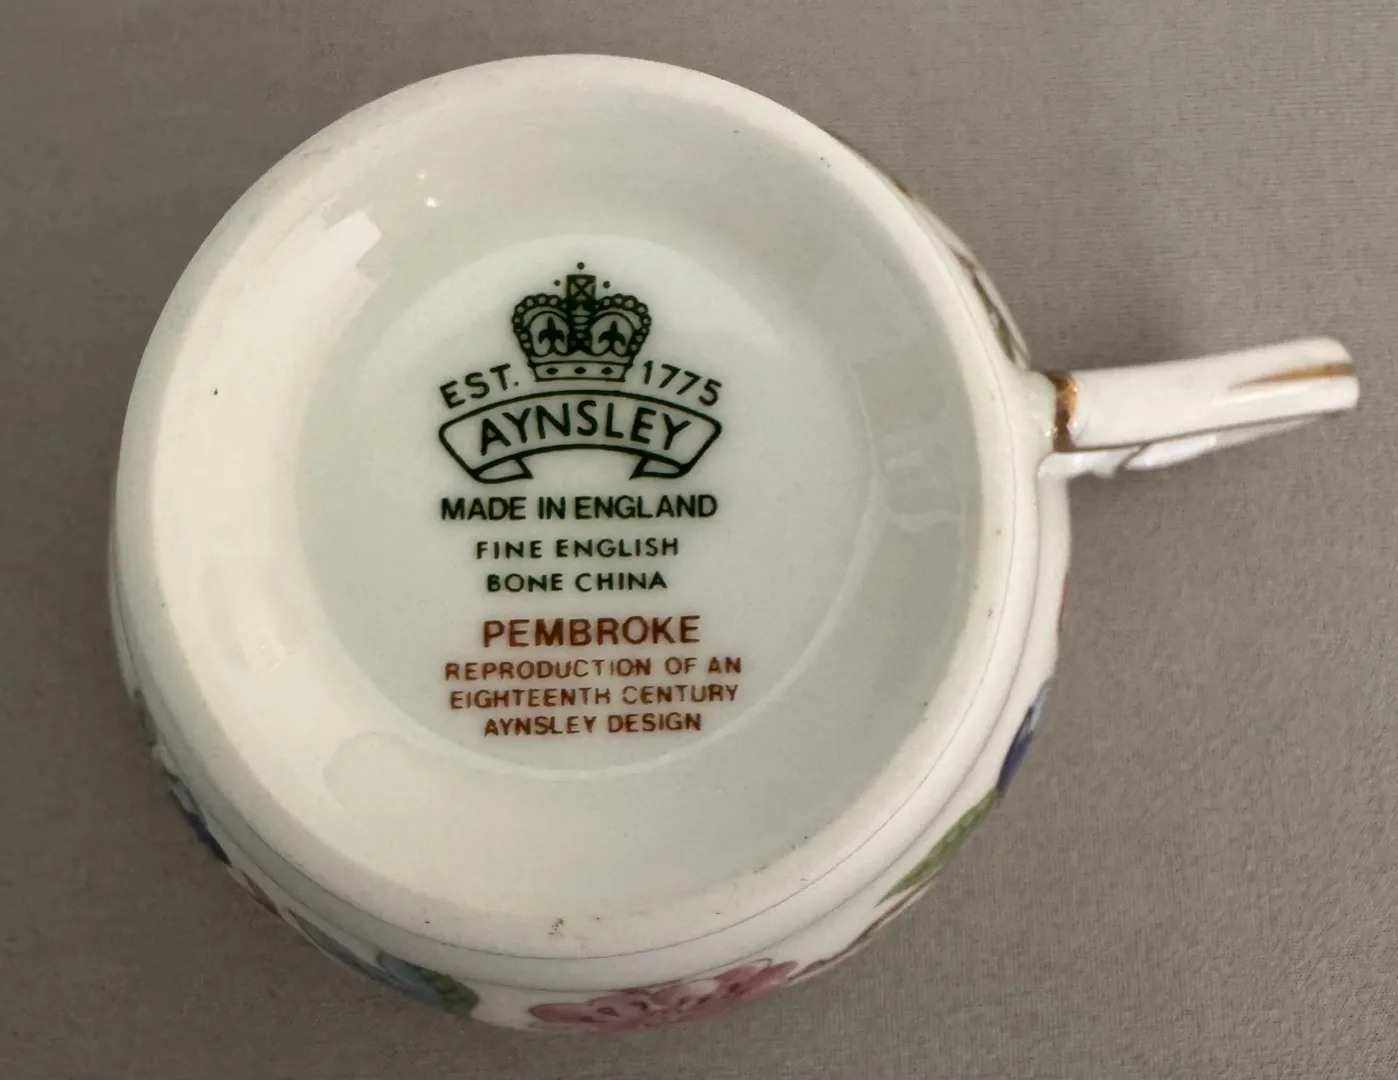 EST. 1775
AYNSLEY
MADE IN ENGLAND
FINE ENGLISH
BONE CHINA
PEMBROKE
REPRODUCTION OF AN
EIGHTEENTH CENTURY
AYNSLEY DESIGN